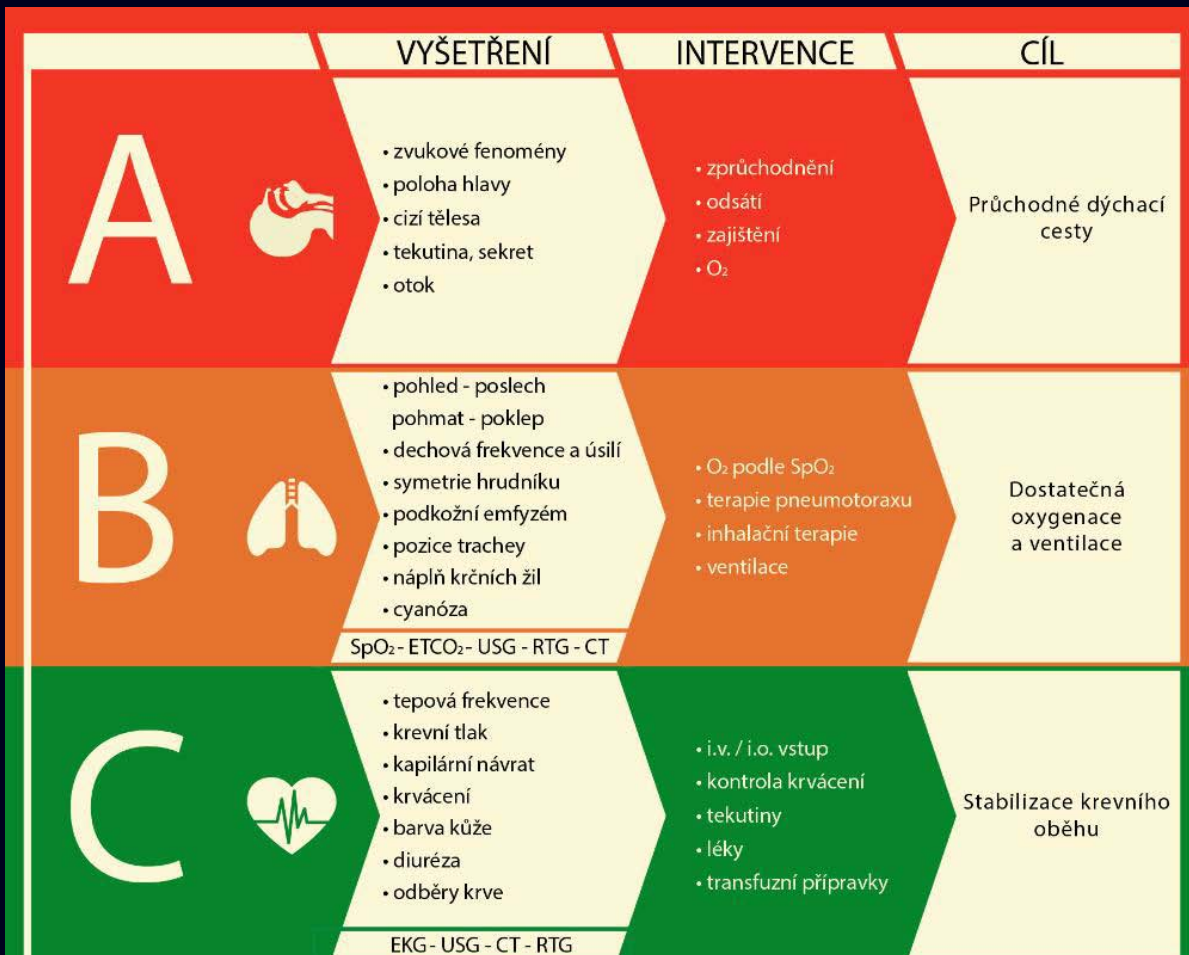 VYŠETŘENÍ INTERVENCE CÍL
A
• zvukové fenomény
• poloha hlavy
• cizí tělesa
• tekutina, sekret
• otok
• zprůchodnění
• odsátí
• zajištění
• O₂
Průchodné dýchací
cesty
B
• pohled - poslech
pohmat - poklep
• dechová frekvence a úsilí
• symetrie hrudníku
• podkožní emfyzém
• pozice trachey
• náplň krčních žil
• cyanóza
SpO₂ - ETCO₂ - USG - RTG - CT
• O₂ podle SpO₂
• terapie pneumotoraxu
• inhalační terapie
• ventilace
Dostatečná
oxygenace
a ventilace
C
• tepová frekvence
• krevní tlak
• kapilární návrat
• krvácení
• barva kůže
• diuréza
• odběry krve
EKG - USG - CT - RTG
• i.v. / i.o. vstup
• kontrola krvácení
• tekutiny
• léky
• transfuzní přípravky
Stabilizace krevního
oběhu